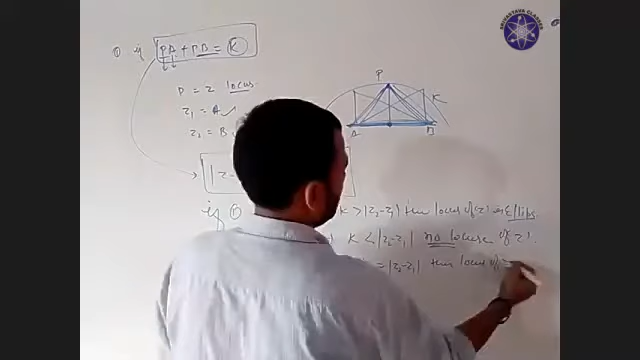 SRIVASTAVA CLASSES
① if PA + PB = K
P = z locus
z₁ = A ✓
z₂ = B
P
K
A
B
|z-
if ① K > |z₂-z₁| then locus of 'z' is Ellips.
K < |z₂-z₁| no locus of 'z'.
= |z₂-z₁| then locus of